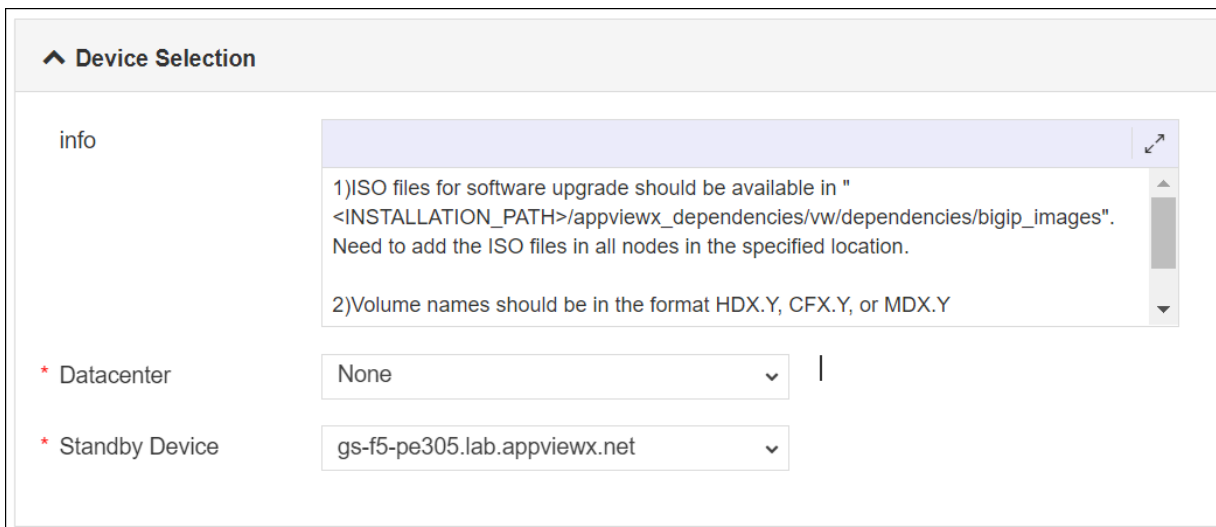 Device Selection
info
1)ISO files for software upgrade should be available in "
<INSTALLATION_PATH>/appviewx_dependencies/vw/dependencies/bigip_images".
Need to add the ISO files in all nodes in the specified location.
2)Volume names should be in the format HDX.Y, CFX.Y, or MDX.Y
* Datacenter
None
* Standby Device
gs-f5-pe305.lab.appviewx.net